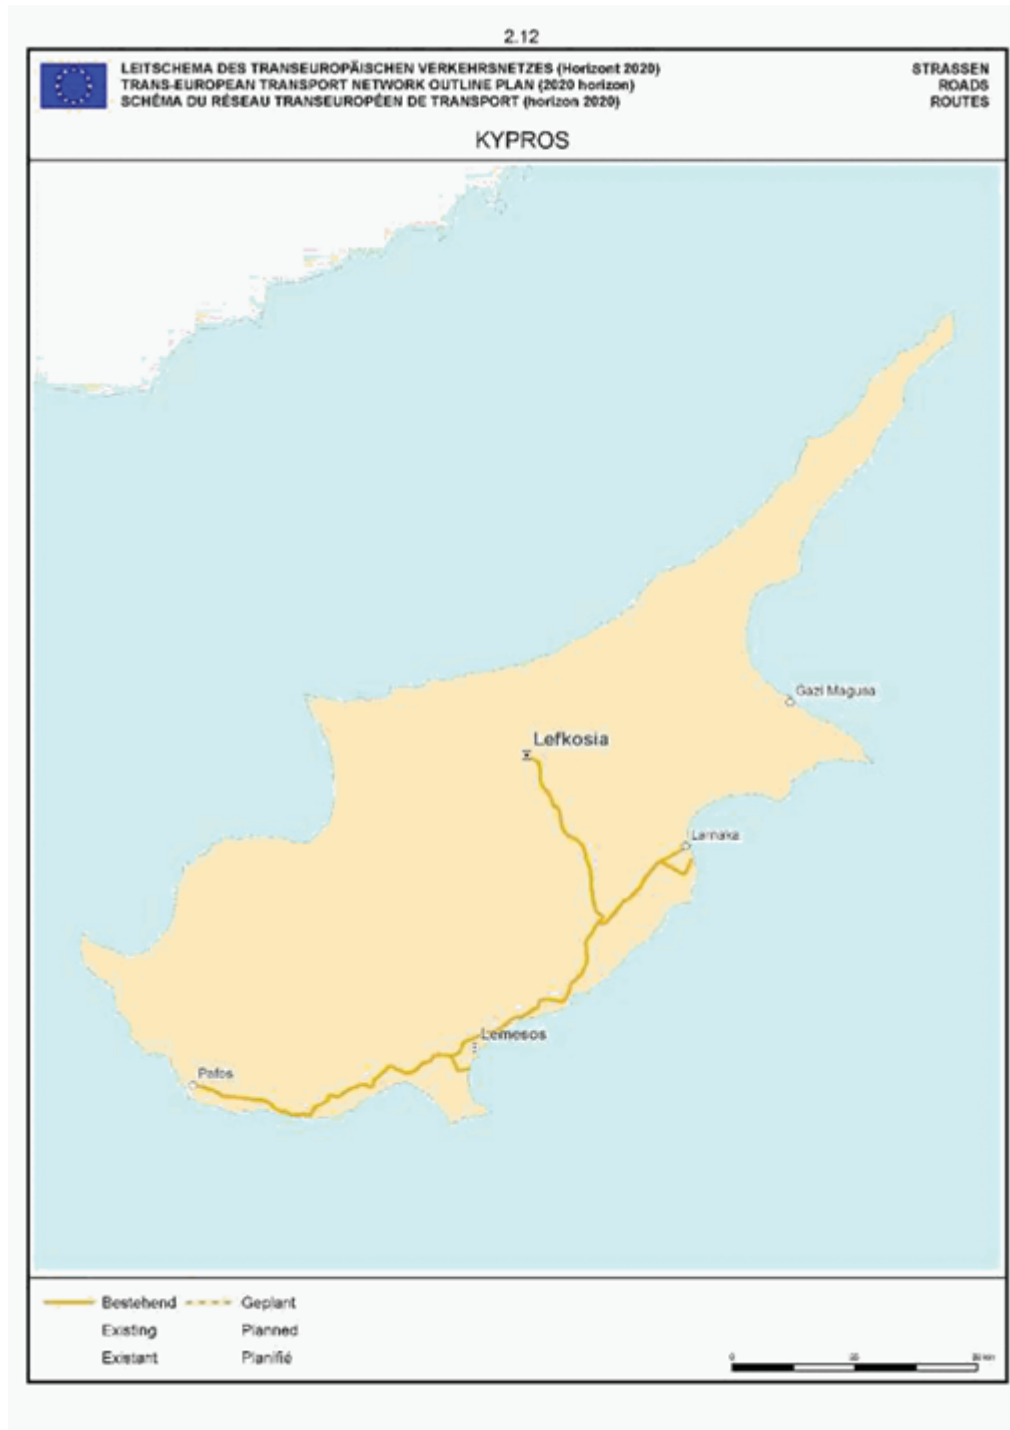 2.12
LEITSCHEMA DES TRANSEUROPÄISCHEN VERKEHRSNETZES (Horizont 2020)
TRANS-EUROPEAN TRANSPORT NETWORK OUTLINE PLAN (2020 horizon)
SCHÉMA DU RÉSEAU TRANSEUROPÉEN DE TRANSPORT (horizon 2020)
STRASSEN
ROADS
ROUTES
KYPROS
Gazi Maguna
Lefkosia
Larnaka
Lemesos
Pafos
Bestehend Geplant
Existing Planned
Existant Planifié
0